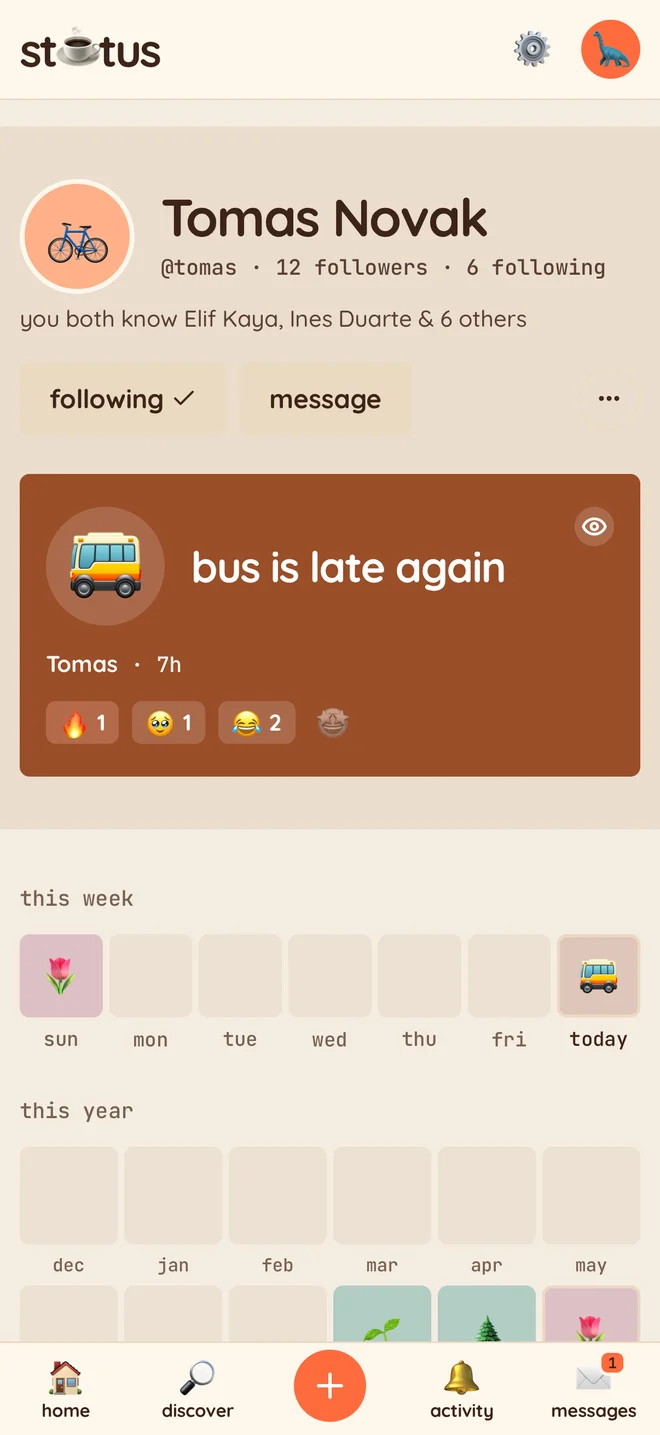 st☕tus
Tomas Novak
@tomas · 12 followers · 6 following
you both know Elif Kaya, Ines Duarte & 6 others
following ✓ message ...
bus is late again
Tomas · 7h
🔥 1 🥹 1 😂 2
this week
sun mon tue wed thu fri today
this year
dec jan feb mar apr may
1
home discover + activity messages